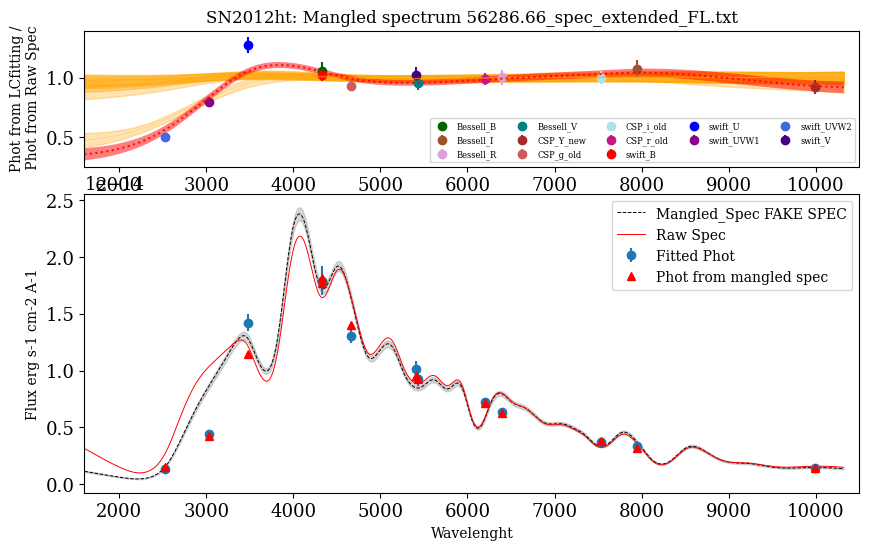 SN2012ht: Mangled spectrum 56286.66_spec_extended_FL.txt
Phot from LCfitting /
Phot from Raw Spec
1.0
0.5
Bessell_B
Bessell_I
Bessell_R
Bessell_V
CSP_Y_new
CSP_g_old
CSP_i_old
CSP_r_old
swift_B
swift_U
swift_UVW1
swift_UVW2
swift_V
2000 3000 4000 5000 6000 7000 8000 9000 10000
1e−14
Flux erg s-1 cm-2 A-1
2.5
2.0
1.5
1.0
0.5
0.0
Mangled_Spec FAKE SPEC
Raw Spec
Fitted Phot
Phot from mangled spec
2000 3000 4000 5000 6000 7000 8000 9000 10000
Wavelenght